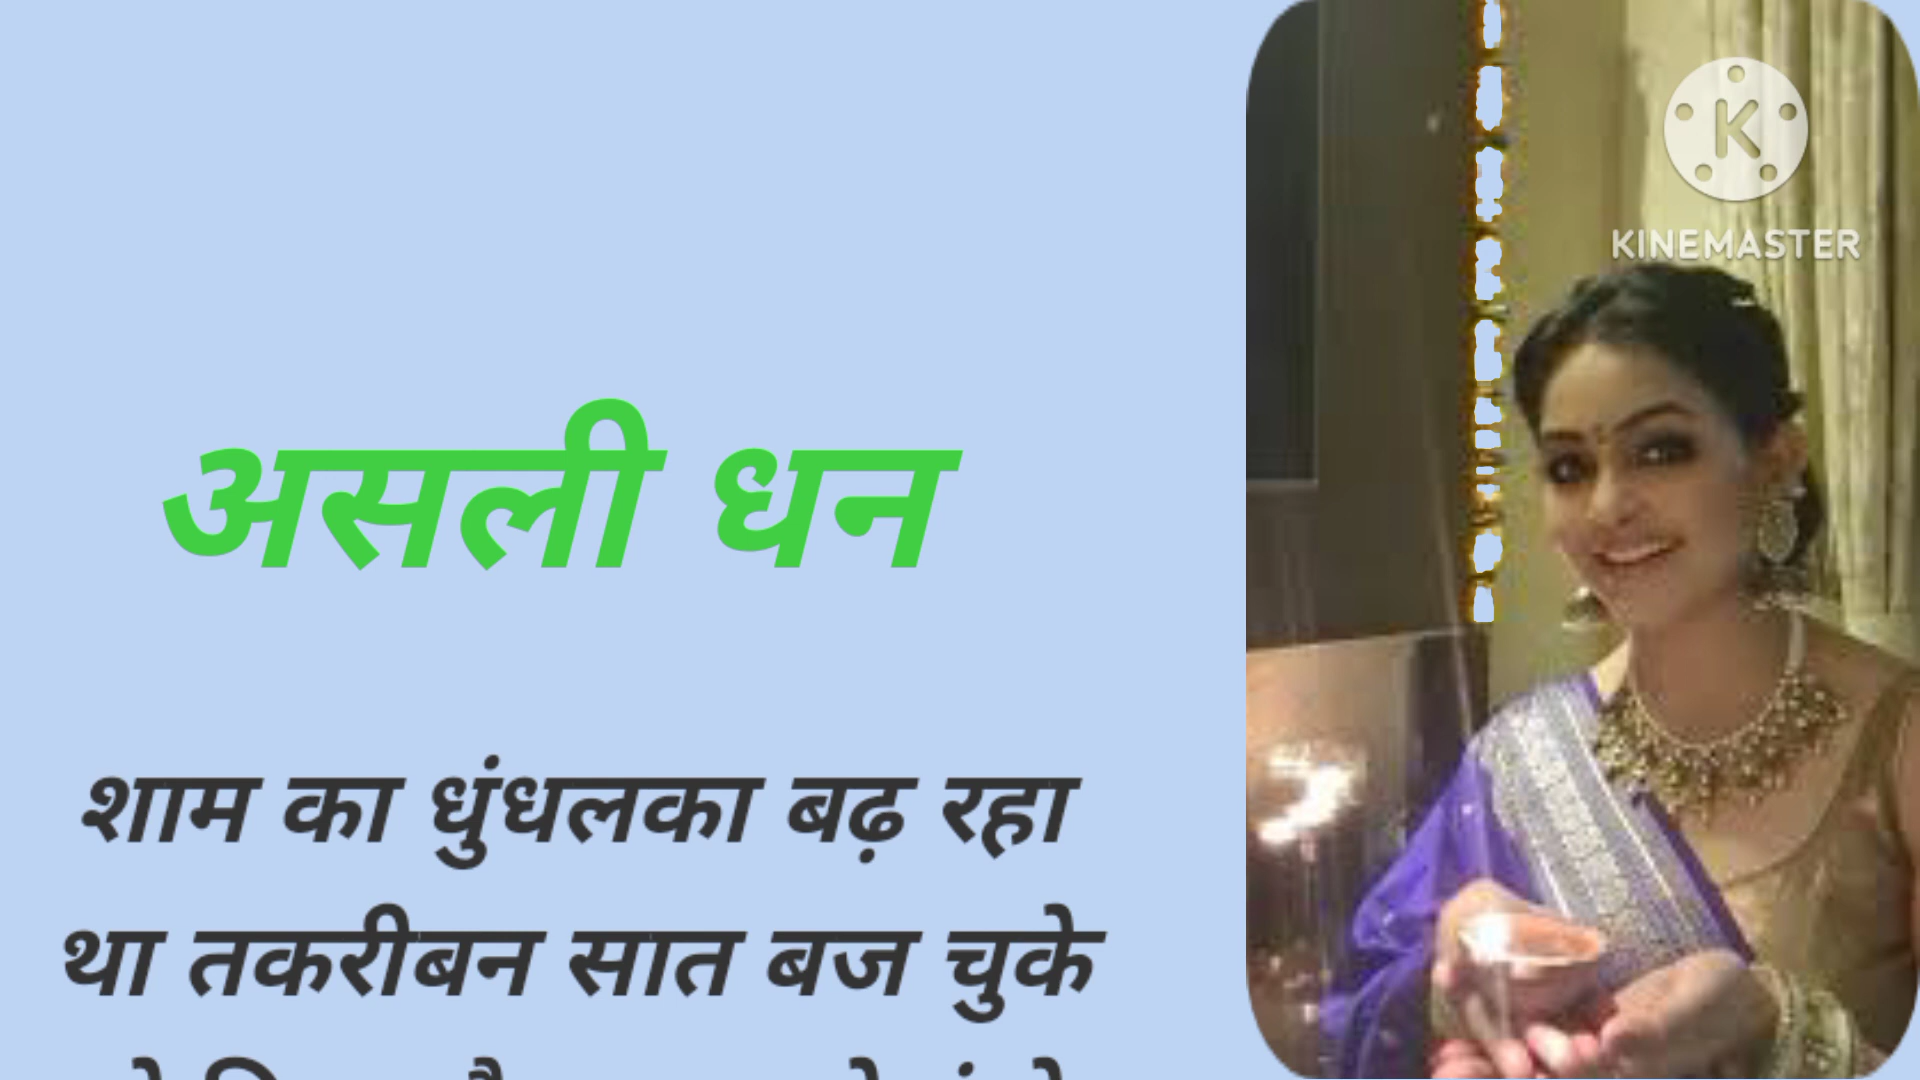 असली धन
शाम का धुंधलका बढ़ रहा
था तकरीबन सात बज चुके
K
KINEMASTER